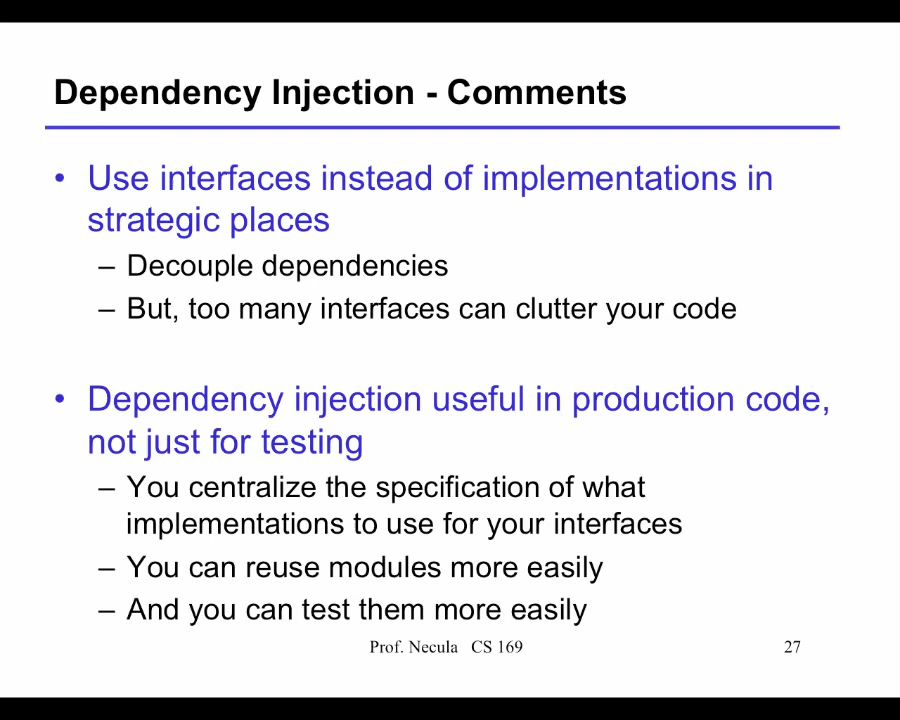 Dependency Injection - Comments
• Use interfaces instead of implementations in
strategic places
– Decouple dependencies
– But, too many interfaces can clutter your code
• Dependency injection useful in production code,
not just for testing
– You centralize the specification of what
implementations to use for your interfaces
– You can reuse modules more easily
– And you can test them more easily
Prof. Necula CS 169 27